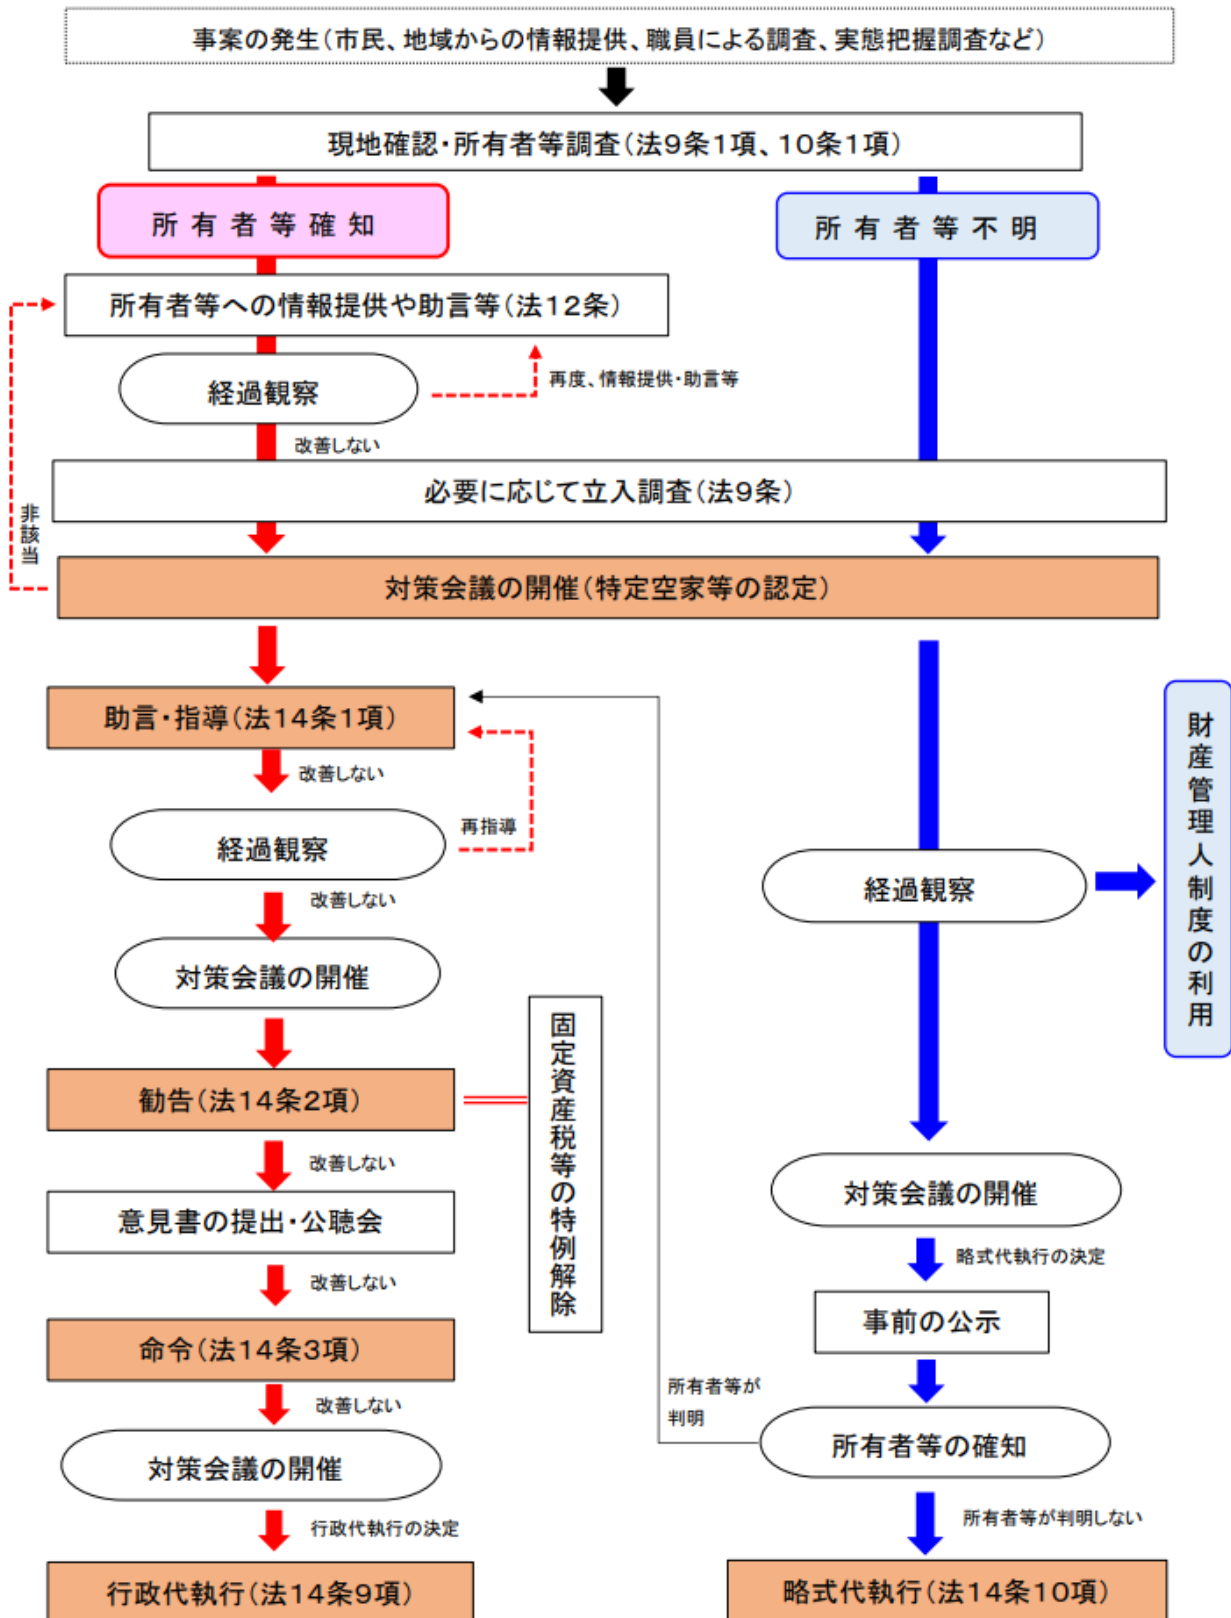 事案の発生（市民、地域からの情報提供、職員による調査、実態把握調査など）
現地確認・所有者等調査（法９条１項、１０条１項）
所有者等確知
所有者等不明
所有者等への情報提供や助言等（法１２条）
経過観察
再度、情報提供・助言等
改善しない
必要に応じて立入調査（法９条）
非該当
対策会議の開催（特定空家等の認定）
助言・指導（法１４条１項）
改善しない
経過観察
再指導
改善しない
対策会議の開催
勧告（法１４条２項）
固定資産税等の特例解除
改善しない
意見書の提出・公聴会
改善しない
命令（法１４条３項）
改善しない
対策会議の開催
行政代執行の決定
行政代執行（法１４条９項）
経過観察
財産管理人制度の利用
対策会議の開催
略式代執行の決定
事前の公示
所有者等が
判明
所有者等の確知
所有者等が判明しない
略式代執行（法１４条１０項）